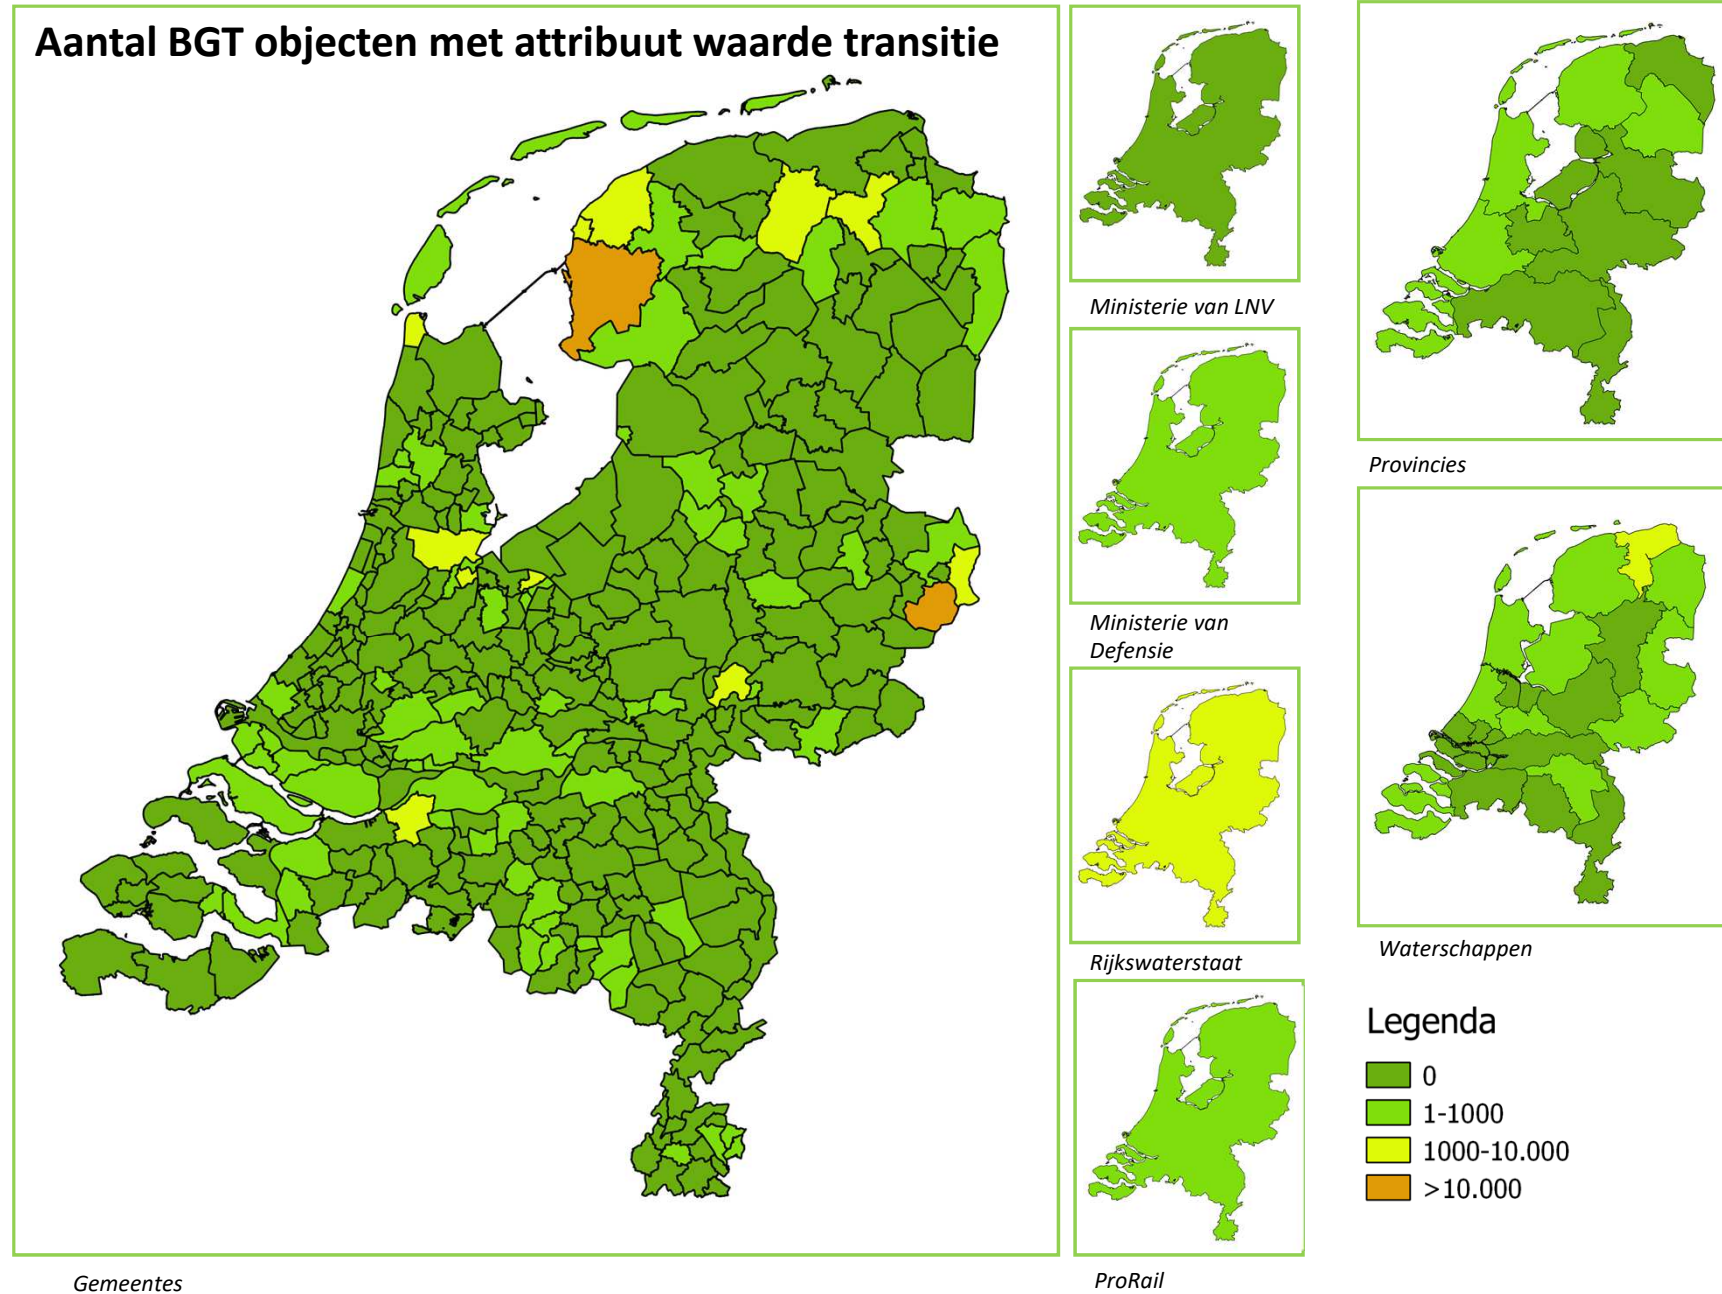 Aantal BGT objecten met attribuut waarde transitie
Gemeentes
Ministerie van LNV
Ministerie van
Defensie
Rijkswaterstaat
ProRail
Provincies
Waterschappen
Legenda
0
1-1000
1000-10.000
>10.000